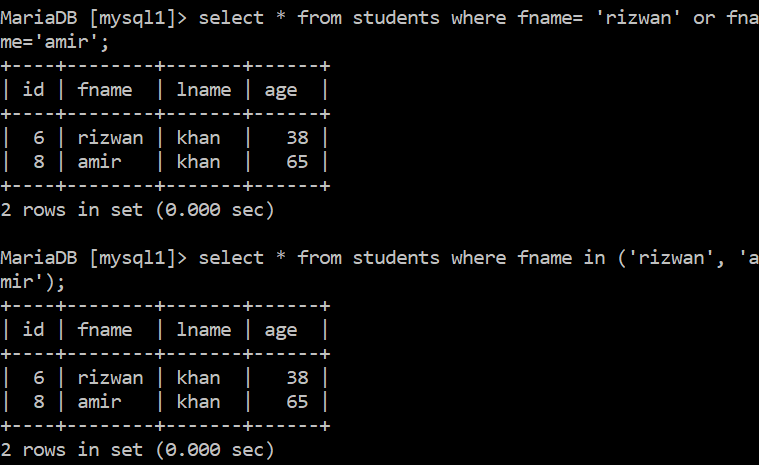 MariaDB [mysql1]> select * from students where fname= 'rizwan' or fna
me='amir';
+----+--------+-------+------+
| id | fname  | lname | age  |
+----+--------+-------+------+
|  6 | rizwan | khan  |   38 |
|  8 | amir   | khan  |   65 |
+----+--------+-------+------+
2 rows in set (0.000 sec)

MariaDB [mysql1]> select * from students where fname in ('rizwan', 'a
mir');
+----+--------+-------+------+
| id | fname  | lname | age  |
+----+--------+-------+------+
|  6 | rizwan | khan  |   38 |
|  8 | amir   | khan  |   65 |
+----+--------+-------+------+
2 rows in set (0.000 sec)